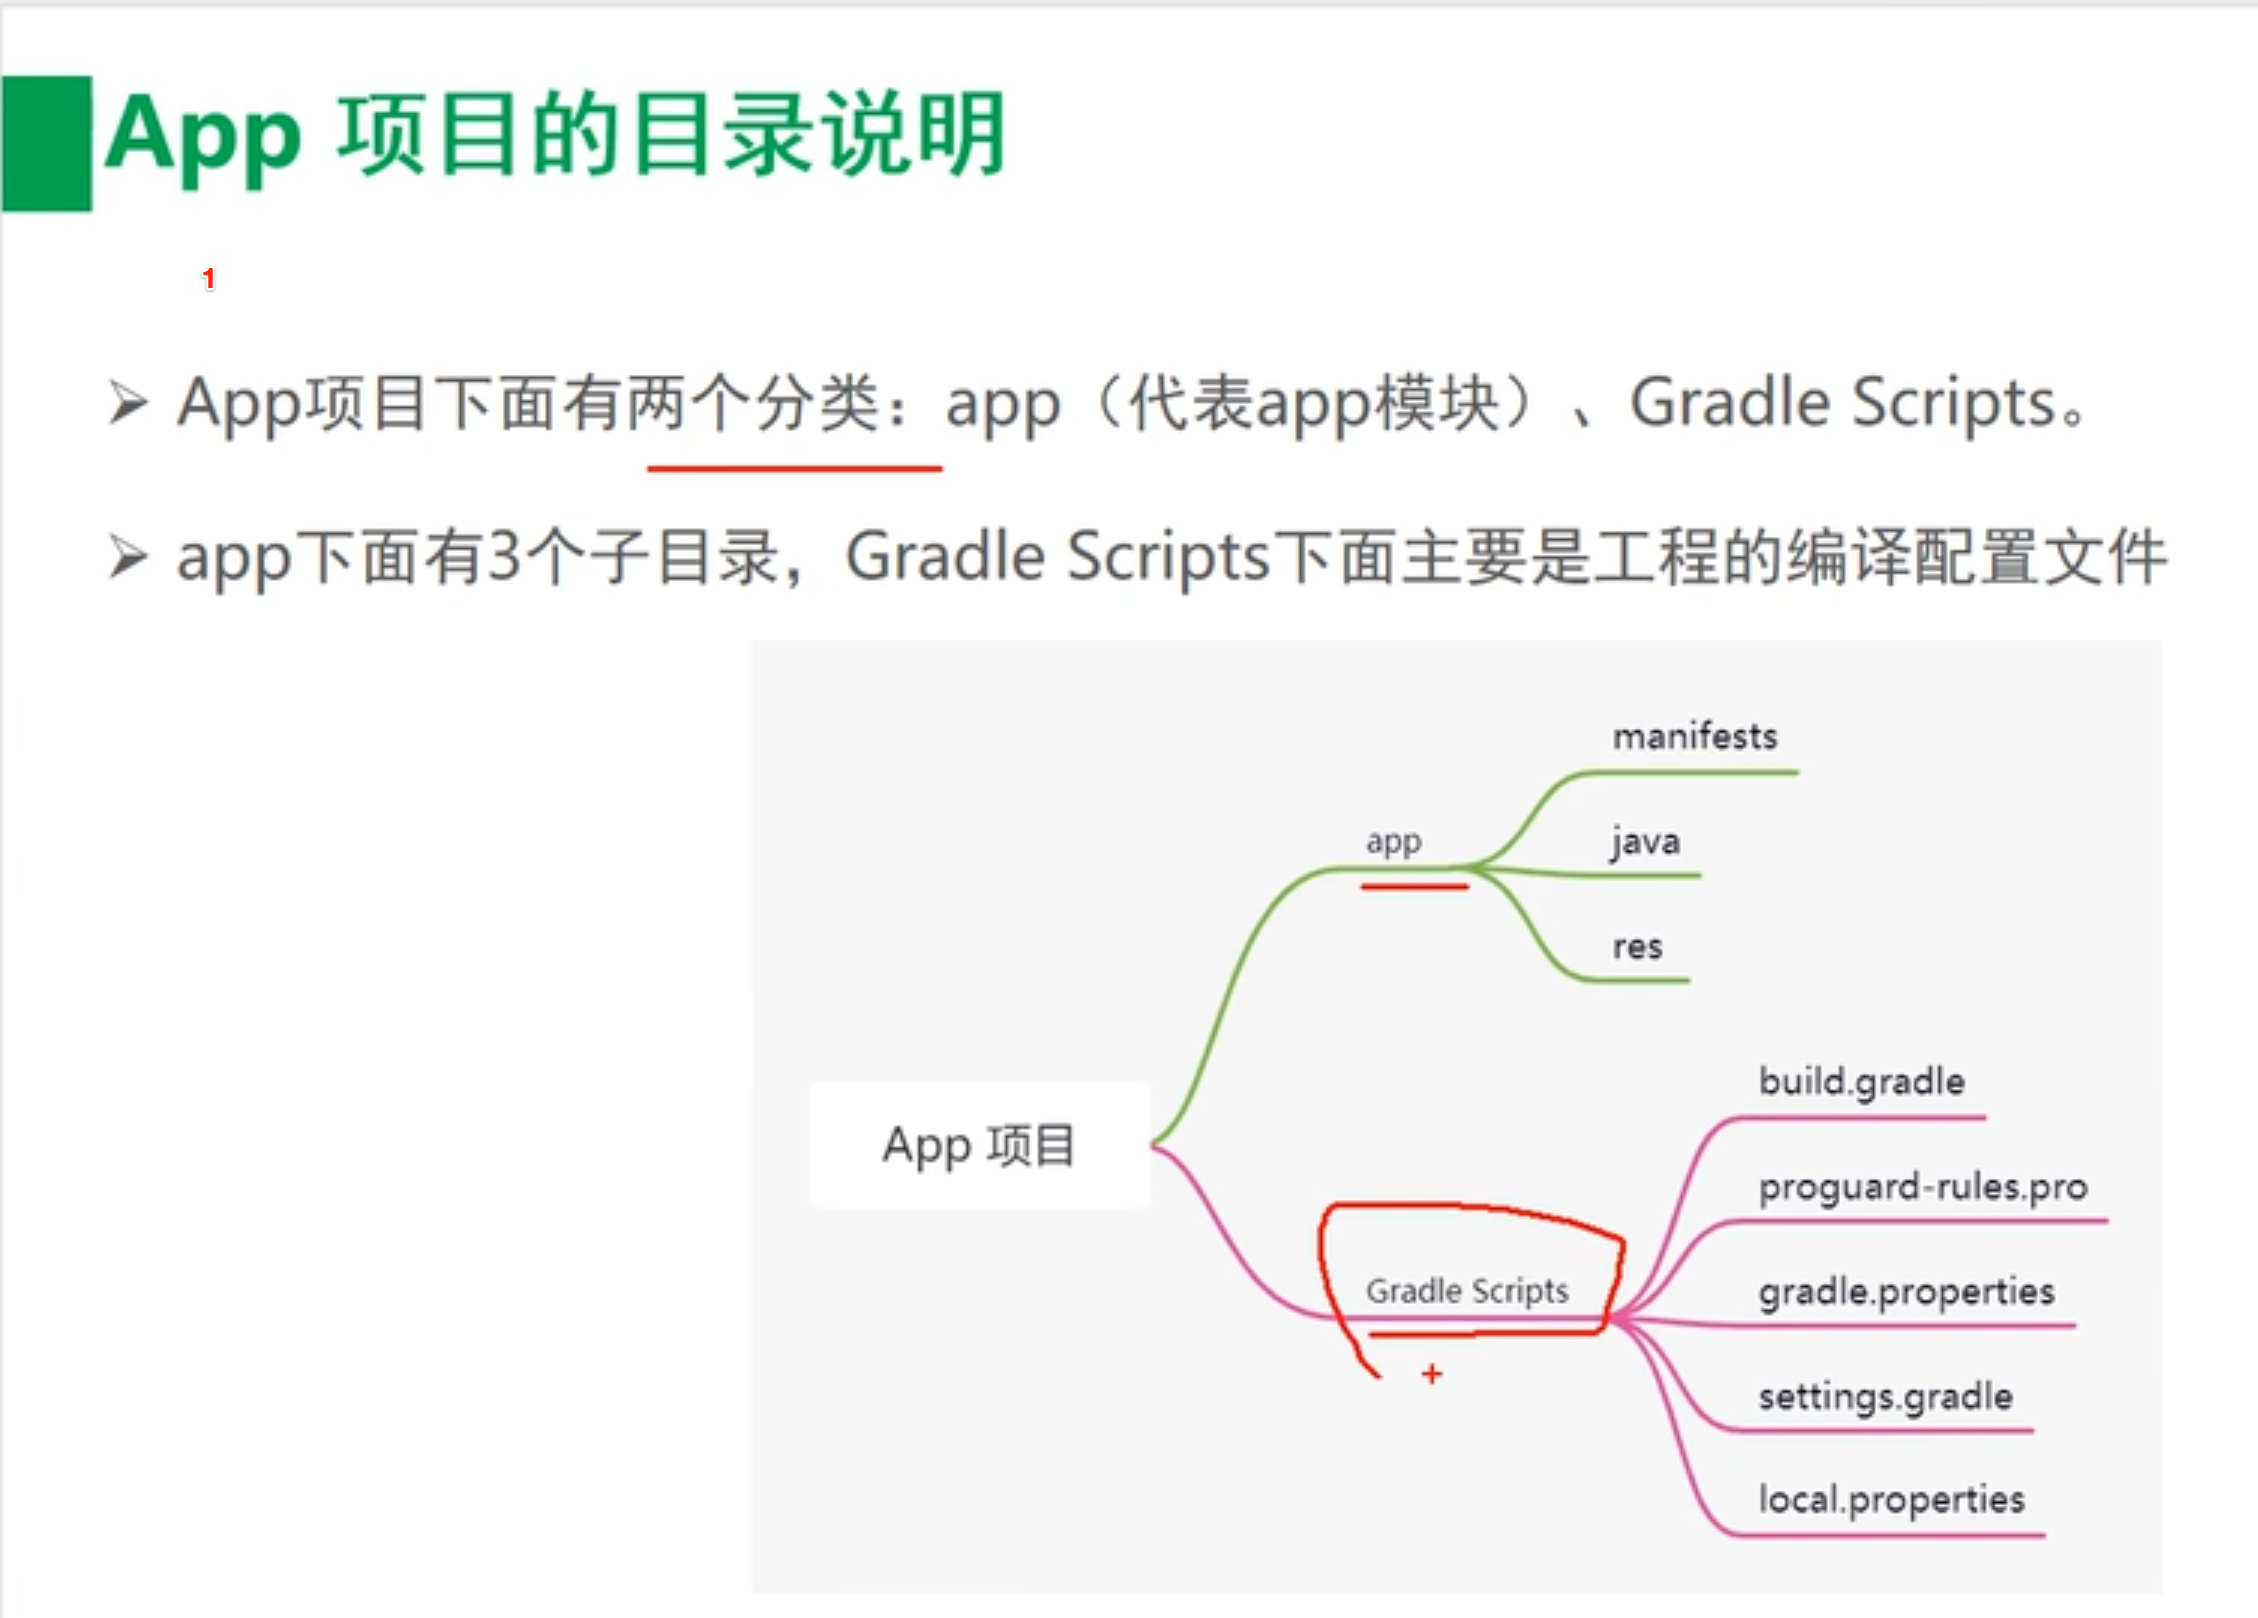 App 项目的目录说明
1
App项目下面有两个分类：app（代表app模块）、Gradle Scripts。
app下面有3个子目录，Gradle Scripts下面主要是工程的编译配置文件
manifests
app
java
res
App 项目
build.gradle
proguard-rules.pro
Gradle Scripts
gradle.properties
settings.gradle
local.properties